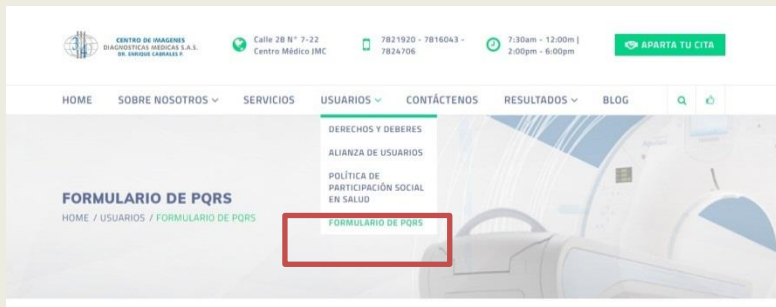 CENTRO DE IMAGENES
DIAGNOSTICAS MEDICAS S.A.S.
DR. ENRIQUE CABRALES P.
Calle 28 N° 7-22
Centro Médico IMC
7821920 - 7816043 -
7824706
7:30am - 12:00m |
2:00pm - 6:00pm
APARTA TU CITA
HOME SOBRE NOSOTROS SERVICIOS USUARIOS CONTÁCTENOS RESULTADOS BLOG
DERECHOS Y DEBERES
ALIANZA DE USUARIOS
POLÍTICA DE
PARTICIPACIÓN SOCIAL
EN SALUD
FORMULARIO DE PQRS
FORMULARIO DE PQRS
HOME / USUARIOS / FORMULARIO DE PQRS